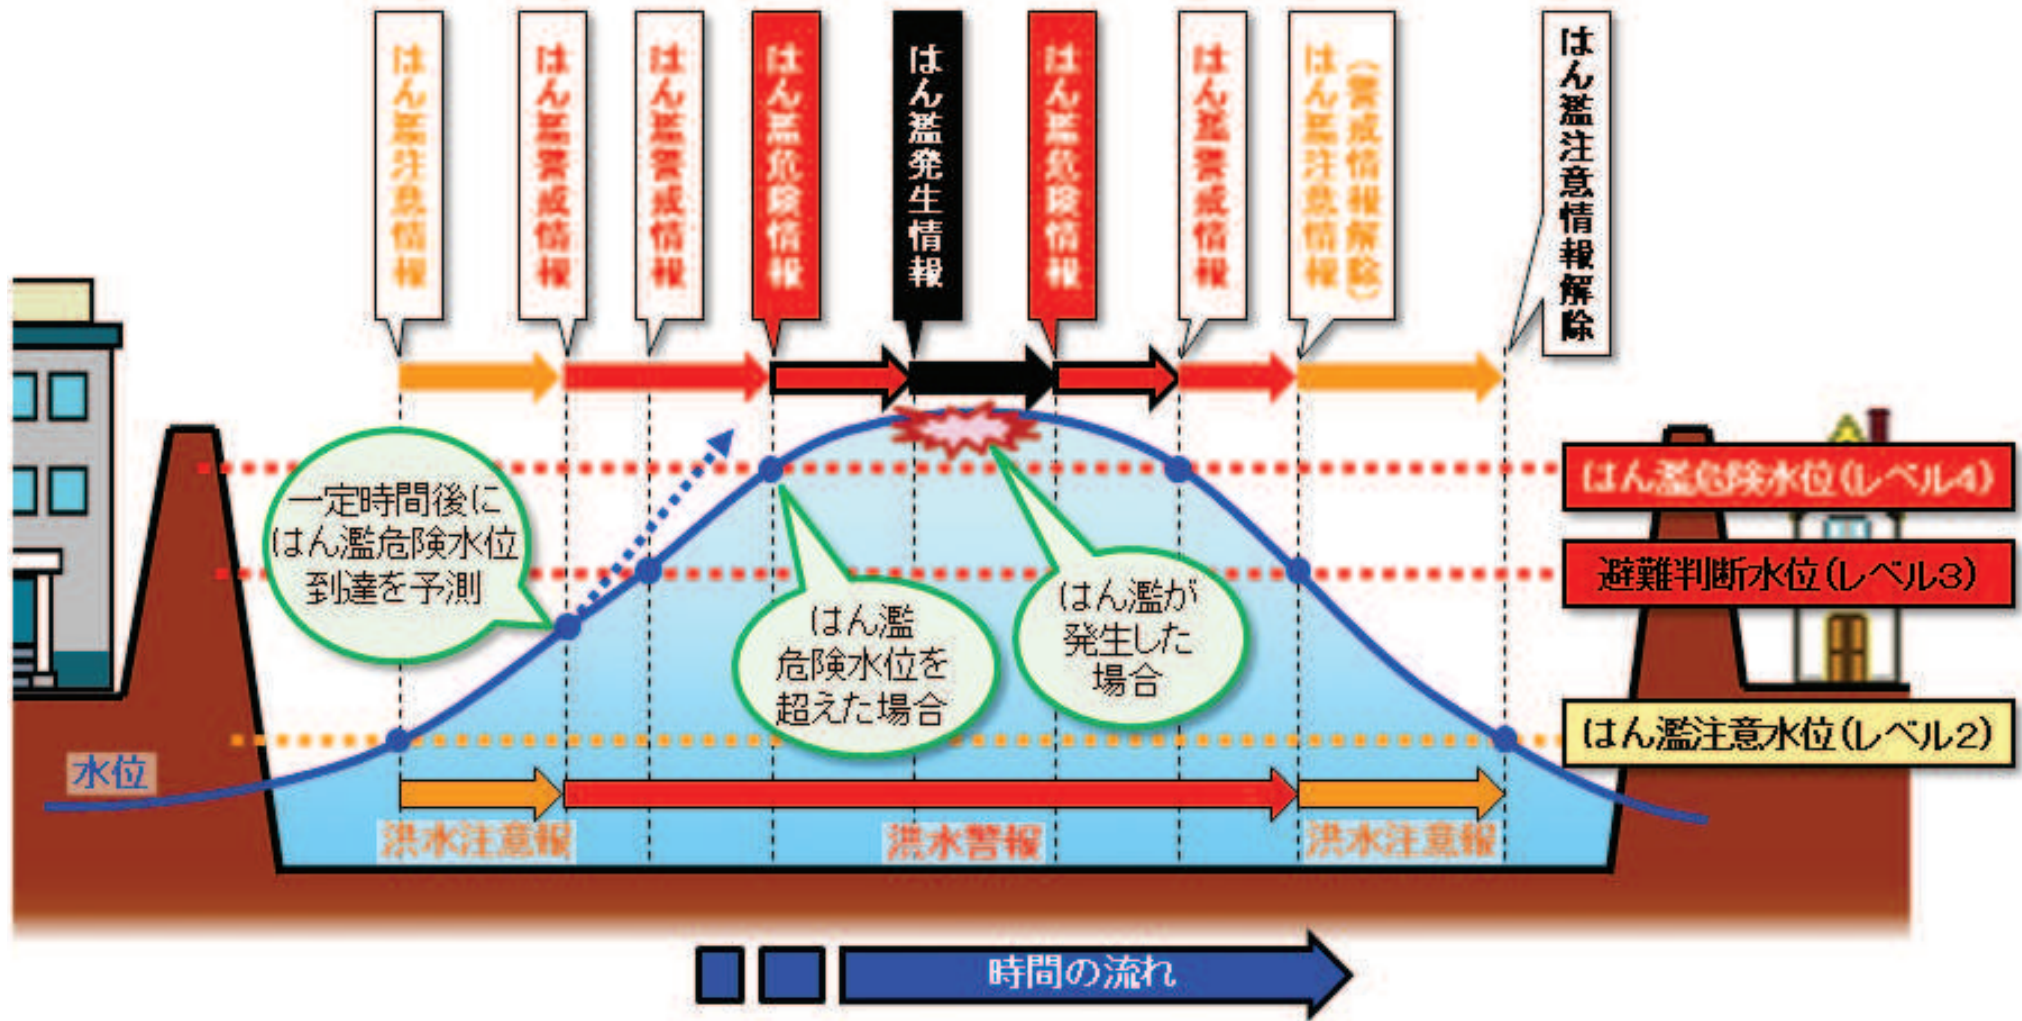 はん濫注意情報
はん濫警戒情報
はん濫警戒情報
はん濫危険情報
はん濫発生情報
はん濫危険情報
はん濫警戒情報
はん濫注意情報
（警戒情報解除）
はん濫注意情報解除
一定時間後に
はん濫危険水位
到達を予測
はん濫
危険水位を
超えた場合
はん濫が
発生した
場合
はん濫危険水位(レベル4)
避難判断水位(レベル3)
はん濫注意水位(レベル2)
水位
洪水注意報
洪水警報
洪水注意報
時間の流れ